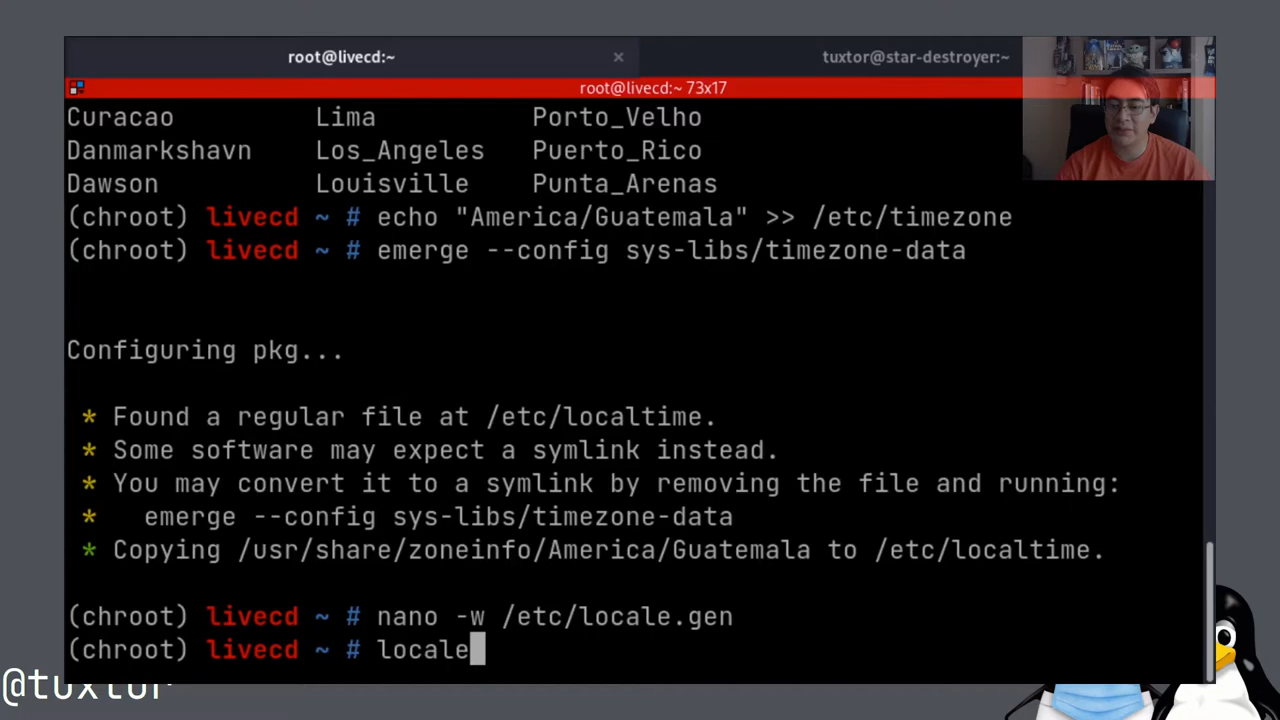 root@livecd:~ × tuxtor@star-destroyer:~
root@livecd:~ 73x17
Curacao Lima Porto_Velho
Danmarkshavn Los_Angeles Puerto_Rico
Dawson Louisville Punta_Arenas
(chroot) livecd ~ # echo "America/Guatemala" >> /etc/timezone
(chroot) livecd ~ # emerge --config sys-libs/timezone-data
Configuring pkg...
* Found a regular file at /etc/localtime.
* Some software may expect a symlink instead.
* You may convert it to a symlink by removing the file and running:
* emerge --config sys-libs/timezone-data
* Copying /usr/share/zoneinfo/America/Guatemala to /etc/localtime.
(chroot) livecd ~ # nano -w /etc/locale.gen
(chroot) livecd ~ # locale
@tuxtor